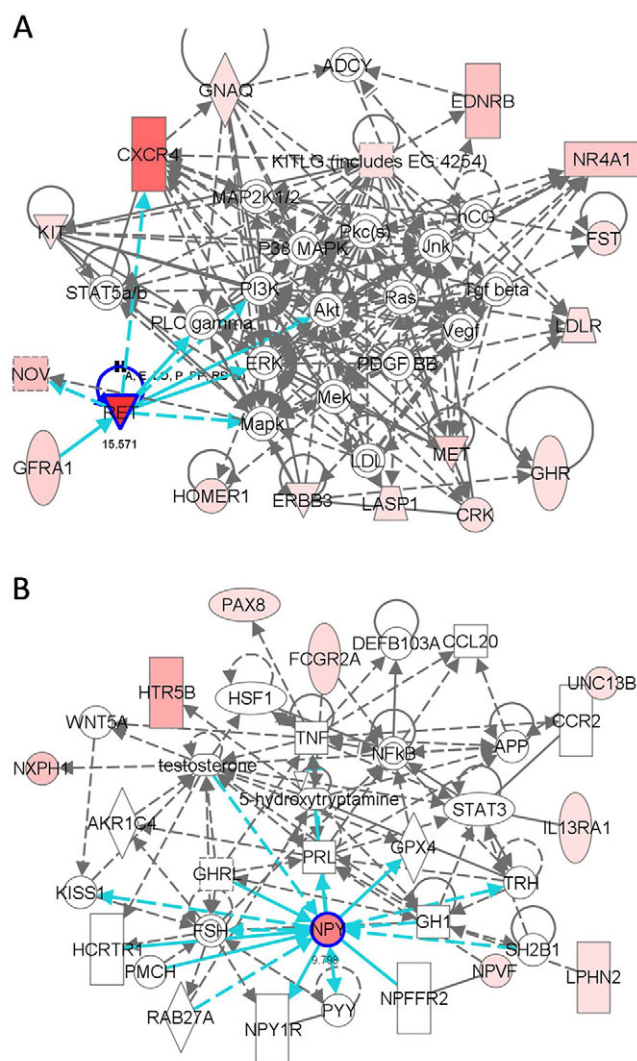 A
GNAQ
ADCY
EDNRB
CXCR4
KITLG (includes EG:4254)
NR4A1
MAP2K1/2
hCG
KIT
P38 MAPK
Pkc(s)
Jnk
FST
STAT5a/b
PI3K
Akt
Ras
Tgf beta
PLC gamma
Vegf
LDLR
NOV
ERK
PDGF BB
RET
15.571
Mek
Mapk
GFRA1
LDL
MET
GHR
HOMER1
ERBB3
LASP1
CRK
B
PAX8
DEFB103A
CCL20
FCGR2A
UNC13B
HTR5B
HSF1
CCR2
WNT5A
TNF
NFkB
APP
NXPH1
testosterone
5-hydroxytryptamine
STAT3
AKR1C4
GPX4
IL13RA1
PRL
KISS1
GHRL
TRH
FSH
NPY
GH1
HCRTR1
9.798
SH2B1
PMCH
NPVF
LPHN2
RAB27A
NPY1R
PYY
NPFFR2